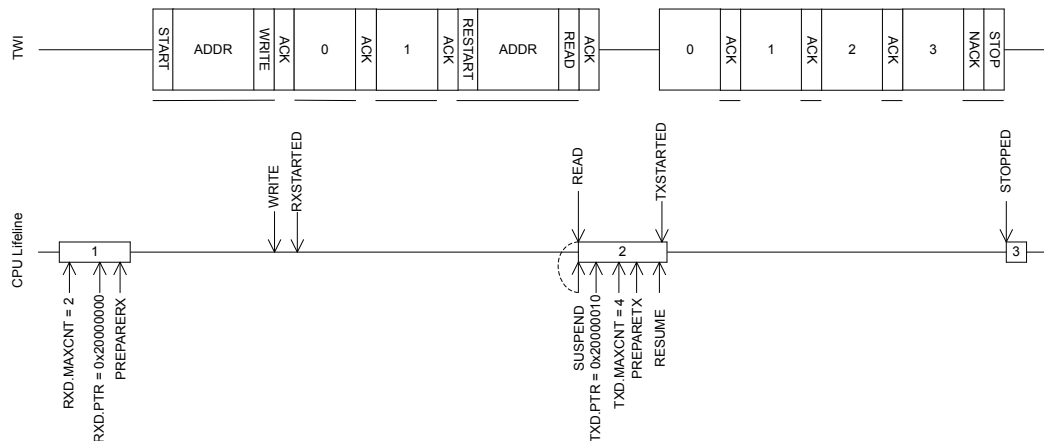 TWI
START
ADDR
WRITE
ACK
0
ACK
1
ACK
RESTART
ADDR
READ
ACK
0
ACK
1
ACK
2
ACK
3
NACK
STOP
WRITE
RXSTARTED
READ
TXSTARTED
STOPPED
CPU Lifeline
1
2
3
RXD.MAXCNT = 2
RXD.PTR = 0x20000000
PREPARERX
SUSPEND
TXD.PTR = 0x20000010
TXD.MAXCNT = 4
PREPARETX
RESUME